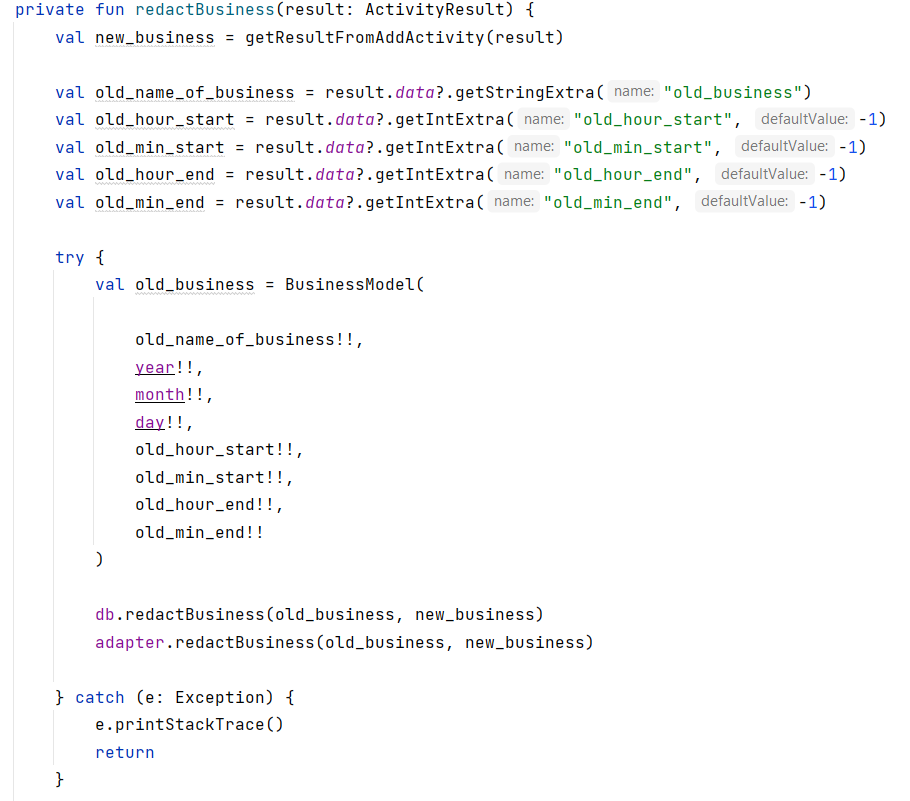 private fun redactBusiness(result: ActivityResult) {
val new_business = getResultFromAddActivity(result)
val old_name_of_business = result.data?.getStringExtra( name: "old_business")
val old_hour_start = result.data?.getIntExtra( name: "old_hour_start", defaultValue: -1)
val old_min_start = result.data?.getIntExtra( name: "old_min_start", defaultValue: -1)
val old_hour_end = result.data?.getIntExtra( name: "old_hour_end", defaultValue: -1)
val old_min_end = result.data?.getIntExtra( name: "old_min_end", defaultValue: -1)
try {
val old_business = BusinessModel(
old_name_of_business!!,
year!!,
month!!,
day!!,
old_hour_start!!,
old_min_start!!,
old_hour_end!!,
old_min_end!!
)
db.redactBusiness(old_business, new_business)
adapter.redactBusiness(old_business, new_business)
} catch (e: Exception) {
e.printStackTrace()
return
}